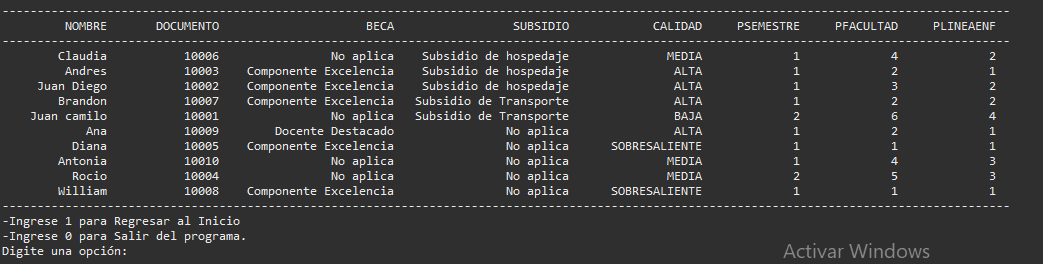 NOMBRE DOCUMENTO BECA SUBSIDIO CALIDAD PSEMESTRE PFACULTAD PLINEAENF
Claudia 10006 No aplica Subsidio de hospedaje MEDIA 1 4 2
Andres 10003 Componente Excelencia Subsidio de hospedaje ALTA 1 2 1
Juan Diego 10002 Componente Excelencia Subsidio de hospedaje ALTA 1 3 2
Brandon 10007 Componente Excelencia Subsidio de Transporte ALTA 1 2 2
Juan camilo 10001 No aplica Subsidio de Transporte BAJA 2 6 4
Ana 10009 Docente Destacado No aplica ALTA 1 2 1
Diana 10005 Componente Excelencia No aplica SOBRESALIENTE 1 1 1
Antonia 10010 No aplica No aplica MEDIA 1 4 3
Rocio 10004 No aplica No aplica MEDIA 2 5 3
William 10008 Componente Excelencia No aplica SOBRESALIENTE 1 1 1
-Ingrese 1 para Regresar al Inicio
-Ingrese 0 para Salir del programa.
Digite una opción:
Activar Windows